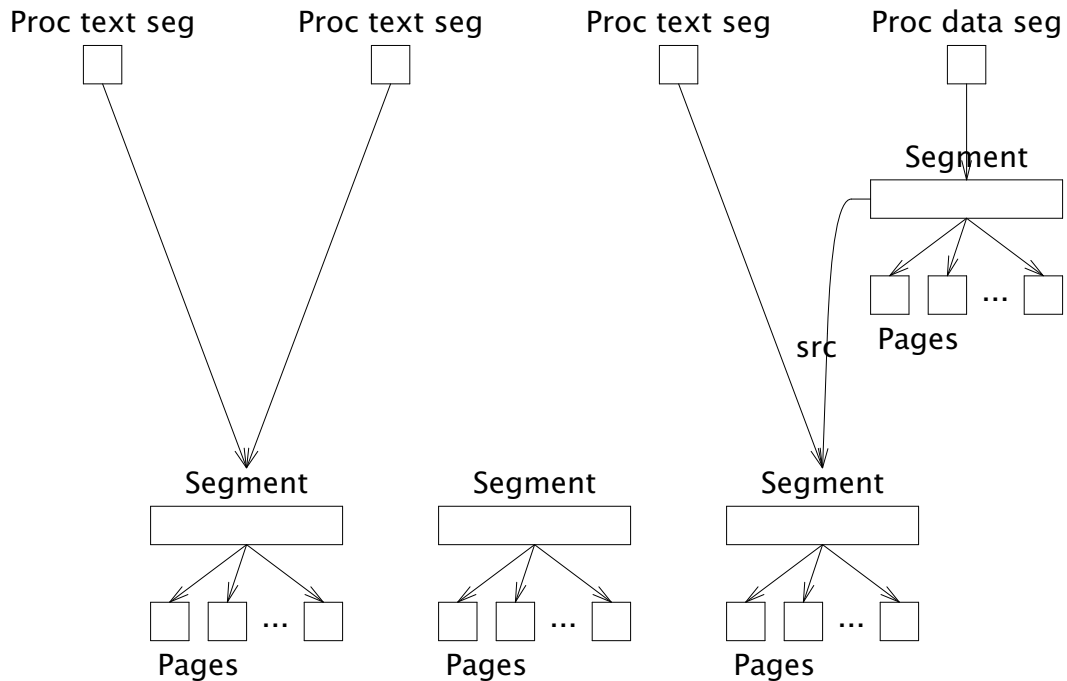 Proc text seg
Proc text seg
Proc text seg
Proc data seg
Segment
...
Pages
src
Segment
Segment
Segment
...
...
...
Pages
Pages
Pages